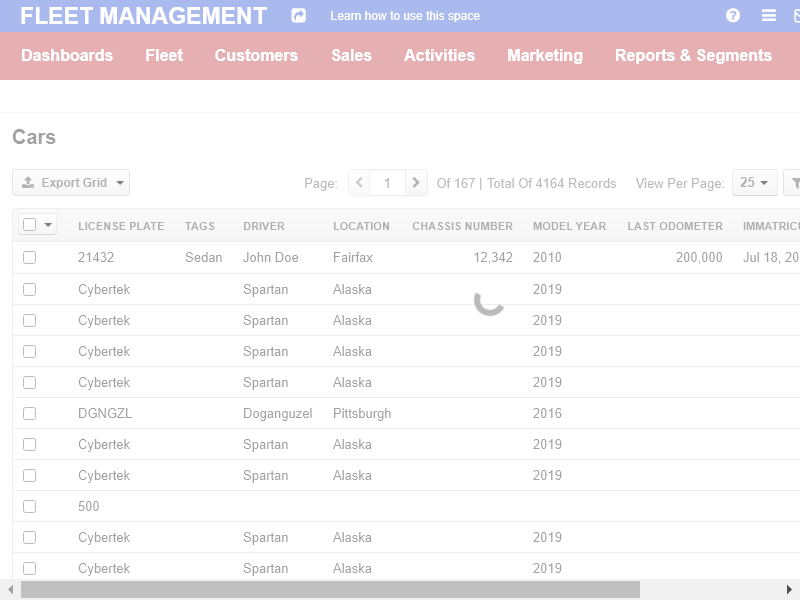 FLEET MANAGEMENT Learn how to use this space
Dashboards Fleet Customers Sales Activities Marketing Reports & Segments
Cars
Export Grid Page: 1 Of 167 | Total Of 4164 Records View Per Page: 25
LICENSE PLATE TAGS DRIVER LOCATION CHASSIS NUMBER MODEL YEAR LAST ODOMETER IMMATRICU
21432 Sedan John Doe Fairfax 12,342 2010 200,000 Jul 18, 20
Cybertek Spartan Alaska 2019
Cybertek Spartan Alaska 2019
Cybertek Spartan Alaska 2019
Cybertek Spartan Alaska 2019
DGNGZL Doganguzel Pittsburgh 2016
Cybertek Spartan Alaska 2019
Cybertek Spartan Alaska 2019
500
Cybertek Spartan Alaska 2019
Cybertek Spartan Alaska 2019